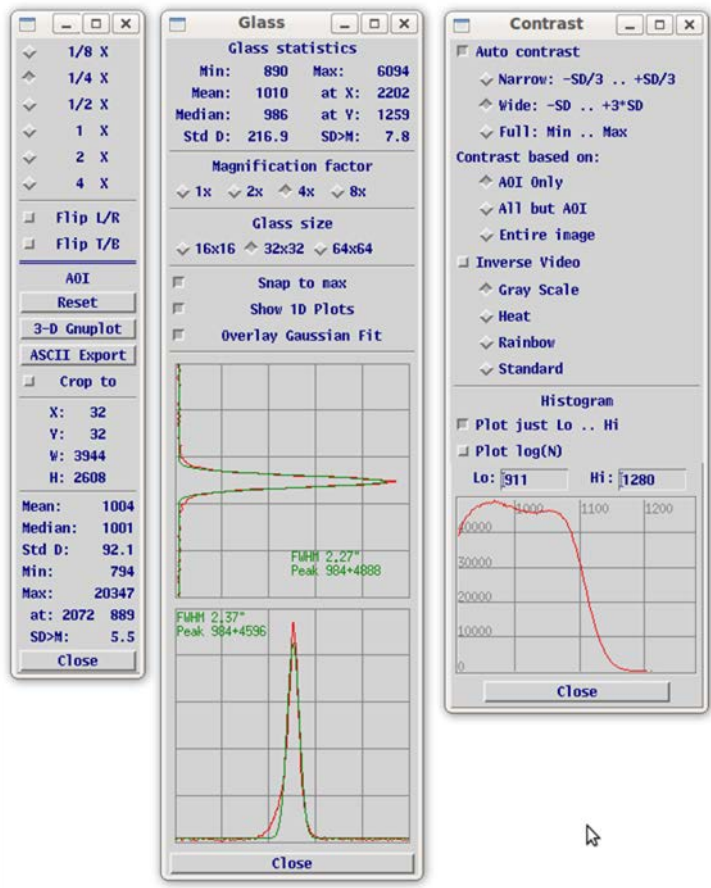 1/8 X
1/4 X
1/2 X
1 X
2 X
4 X
Flip L/R
Flip T/B
AOI
Reset
3-D Gnuplot
ASCII Export
Crop to
X: 32
Y: 32
W: 3944
H: 2608
Mean: 1004
Median: 1001
Std D: 92.1
Min: 794
Max: 20347
at: 2072 889
SD>M: 5.5
Close
Glass
Glass statistics
Min: 890 Max: 6094
Mean: 1010 at X: 2202
Median: 986 at Y: 1259
Std D: 216.9 SD>M: 7.8
Magnification factor
1x 2x 4x 8x
Glass size
16x16 32x32 64x64
Snap to max
Show 1D Plots
Overlay Gaussian Fit
FWHM 2.27"
Peak 984+4888
FWHM 2.37"
Peak 984+4596
Close
Contrast
Auto contrast
Narrow: -SD/3 .. +SD/3
Wide: -SD .. +3*SD
Full: Min .. Max
Contrast based on:
AOI Only
All but AOI
Entire image
Inverse Video
Gray Scale
Heat
Rainbow
Standard
Histogram
Plot just Lo .. Hi
Plot log(N)
Lo: 911 Hi: 1280
1000 1100 1200
40000
30000
20000
10000
0
Close